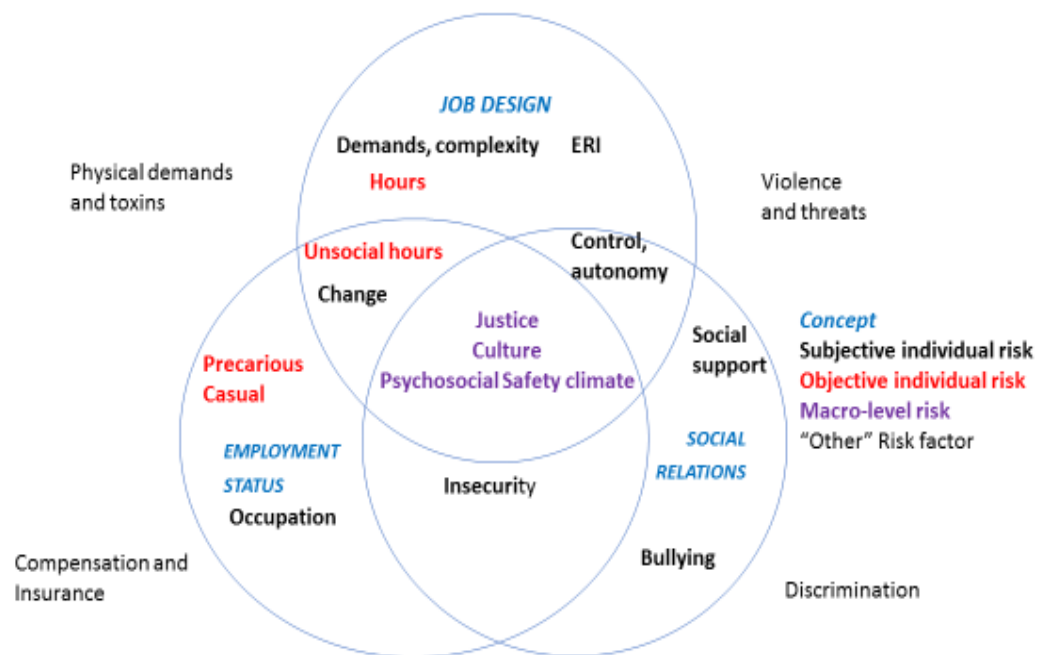 JOB DESIGN
Demands, complexity
ERI
Hours
Physical demands
and toxins
Violence
and threats
Unsocial hours
Control,
autonomy
Change
Justice
Culture
Psychosocial Safety climate
Social
support
Precarious
Casual
Concept
Subjective individual risk
Objective individual risk
Macro-level risk
“Other” Risk factor
EMPLOYMENT
STATUS
Occupation
SOCIAL
RELATIONS
Insecurity
Bullying
Compensation and
Insurance
Discrimination